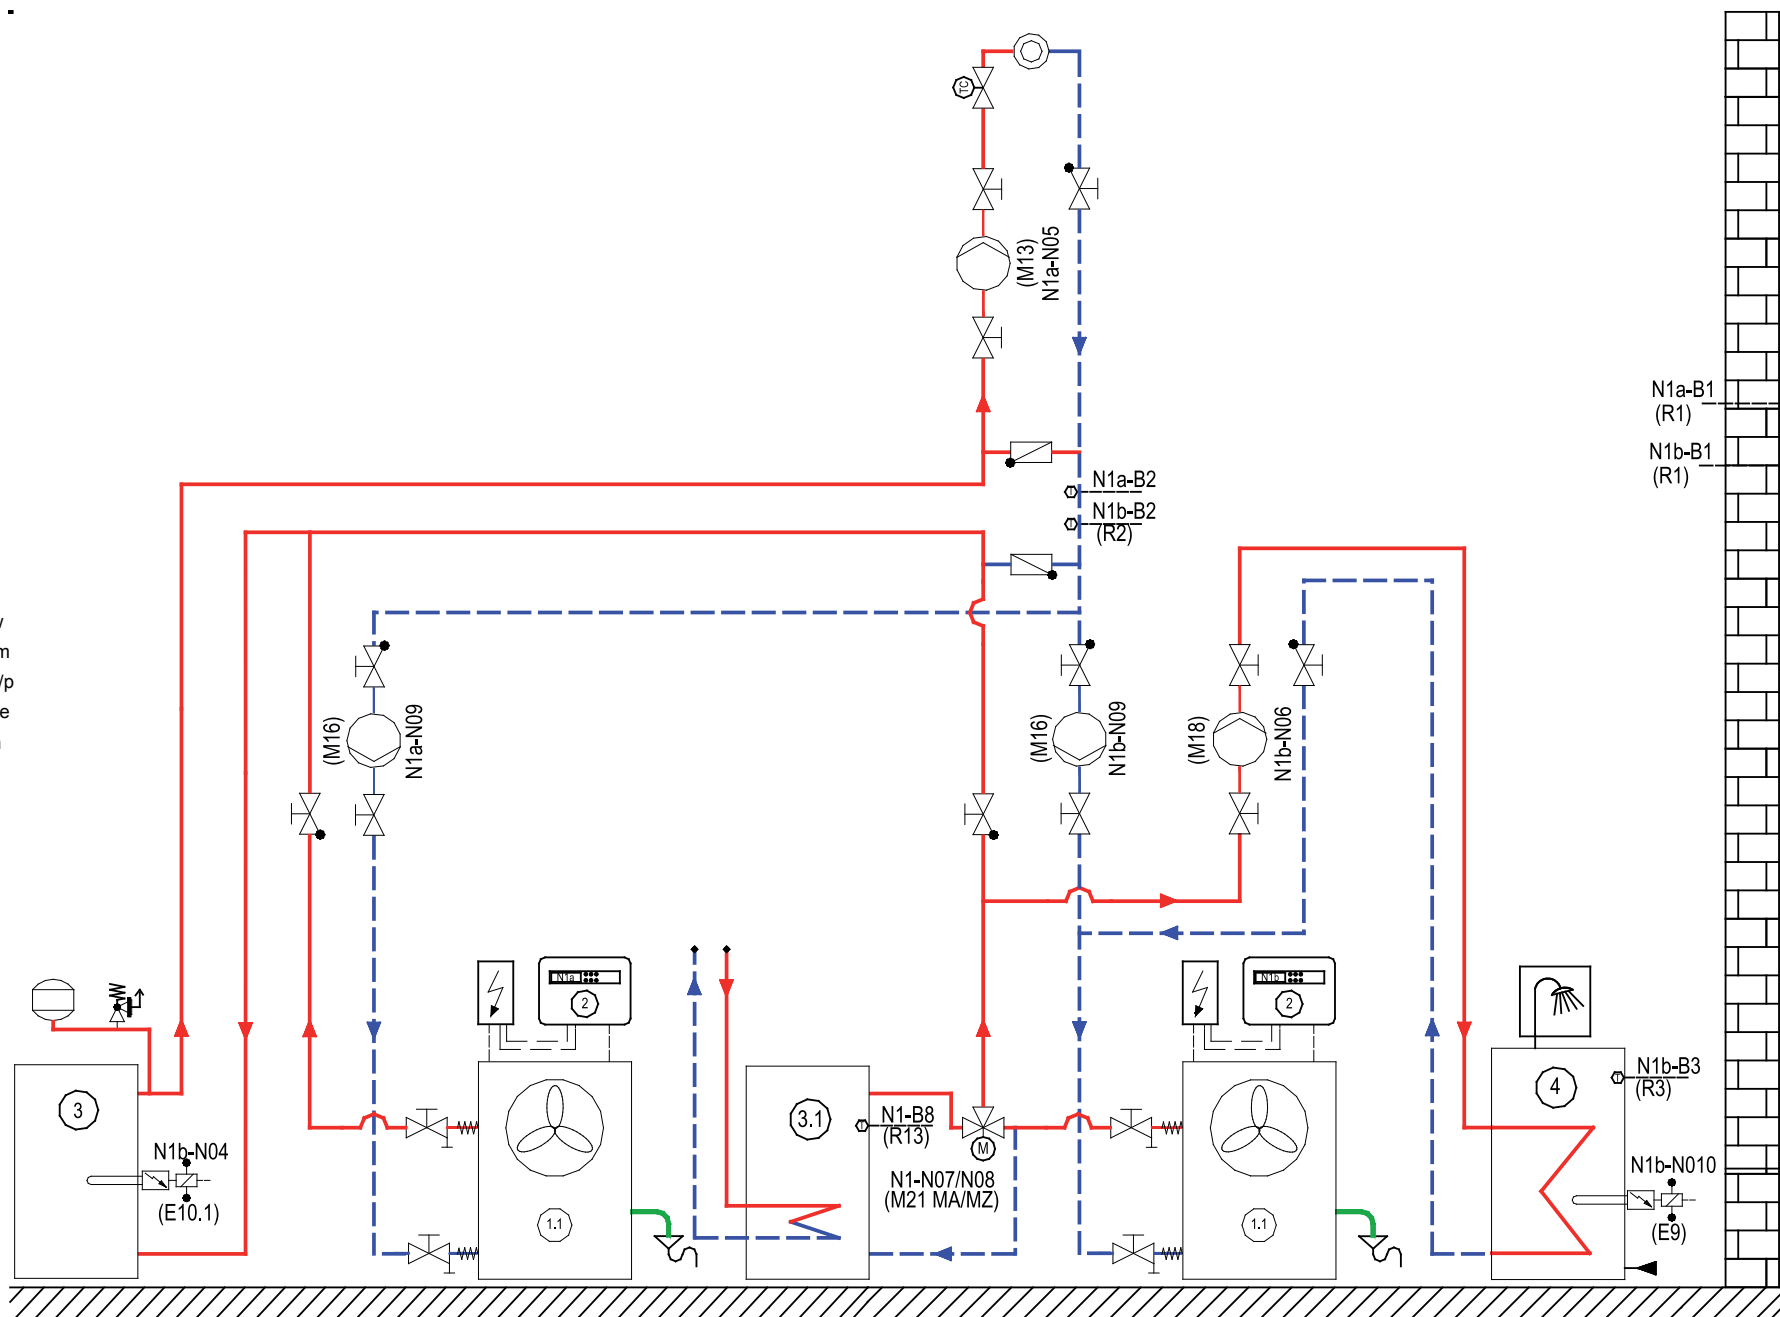 TC
(M13)
N1a-N05
N1a-B1
(R1)
N1b-B1
(R1)
N1a-B2
N1b-B2
(R2)
m
/p
e
(M16)
N1a-N09
(M16)
N1b-N09
(M18)
N1b-N06
N1a
2
N1b
2
3
3.1
N1-B8
(R13)
M
4
N1b-B3
(R3)
N1b-N04
(E10.1)
N1-N07/N08
(M21 MA/MZ)
N1b-N010
(E9)
1.1
1.1